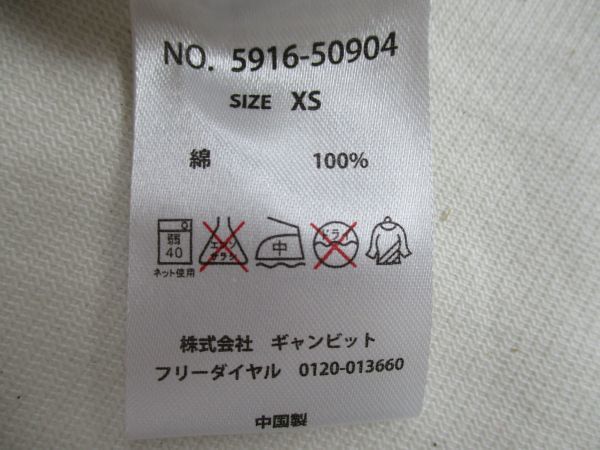 NO. 5916-50904
SIZE XS
綿 100%
弱
40
ネット使用
エンソ
サラシ
中
ドライ
株式会社 ギャンビット
フリーダイヤル 0120-013660
中国製